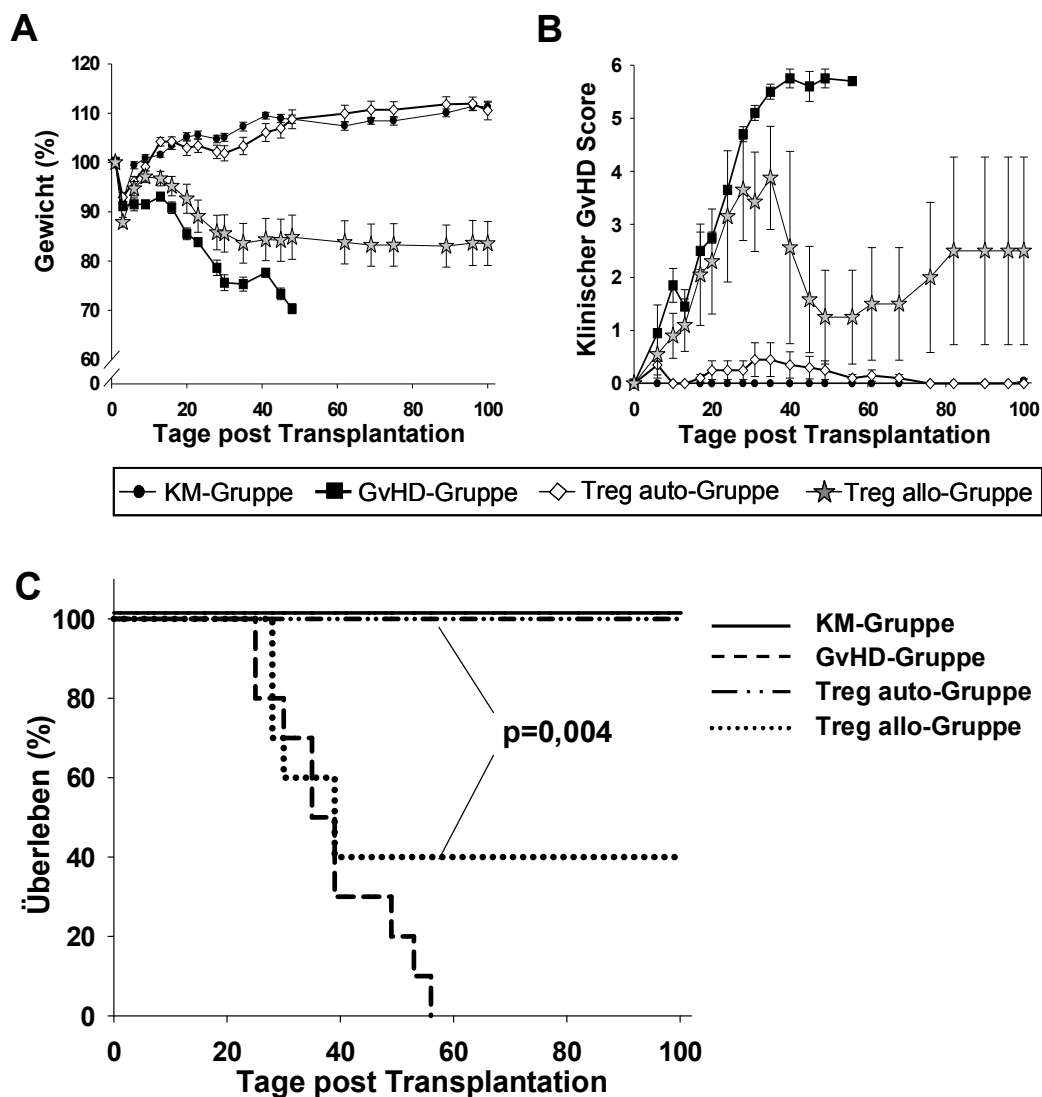 A
120
110
100
90
80
70
60
0
Gewicht (%)
0 20 40 60 80 100
Tage post Transplantation
B
6
5
4
3
2
1
0
Klinischer GvHD Score
0 20 40 60 80 100
Tage post Transplantation
KM-Gruppe GvHD-Gruppe Treg auto-Gruppe Treg allo-Gruppe
C
100
80
60
40
20
0
Überleben (%)
p=0,004
0 20 40 60 80 100
Tage post Transplantation
KM-Gruppe
GvHD-Gruppe
Treg auto-Gruppe
Treg allo-Gruppe